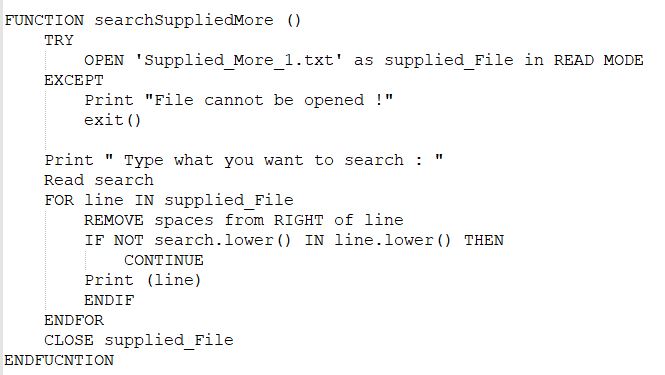 FUNCTION searchSuppliedMore ()
TRY
OPEN 'Supplied_More_1.txt' as supplied_File in READ MODE
EXCEPT
Print "File cannot be opened !"
exit()
Print " Type what you want to search : "
Read search
FOR line IN supplied_File
REMOVE spaces from RIGHT of line
IF NOT search.lower() IN line.lower() THEN
CONTINUE
Print (line)
ENDIF
ENDFOR
CLOSE supplied_File
ENDFUCNTION